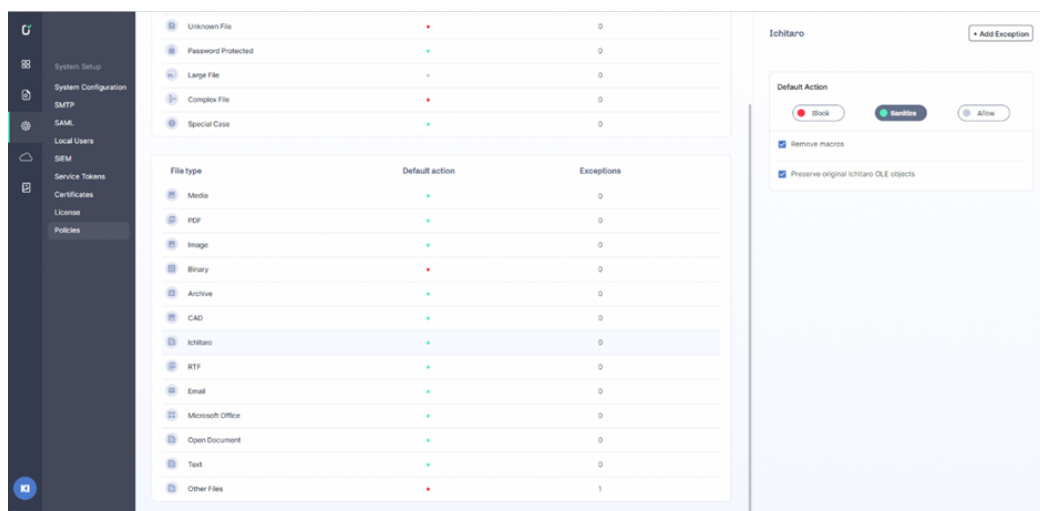 System Setup
System Configuration
SMTP
SAML
Local Users
SIEM
Service Tokens
Certificates
License
Policies
KI
Unknown File 0
Password Protected 0
Large File 0
Complex File 0
Special Case 0
File type Default action Exceptions
Media 0
PDF 0
Image 0
Binary 0
Archive 0
CAD 0
Ichitaro 0
RTF 0
Email 0
Microsoft Office 0
Open Document 0
Text 0
Other Files 1
Ichitaro + Add Exception
Default Action
Block Sanitize Allow
Remove macros
Preserve original Ichitaro OLE objects